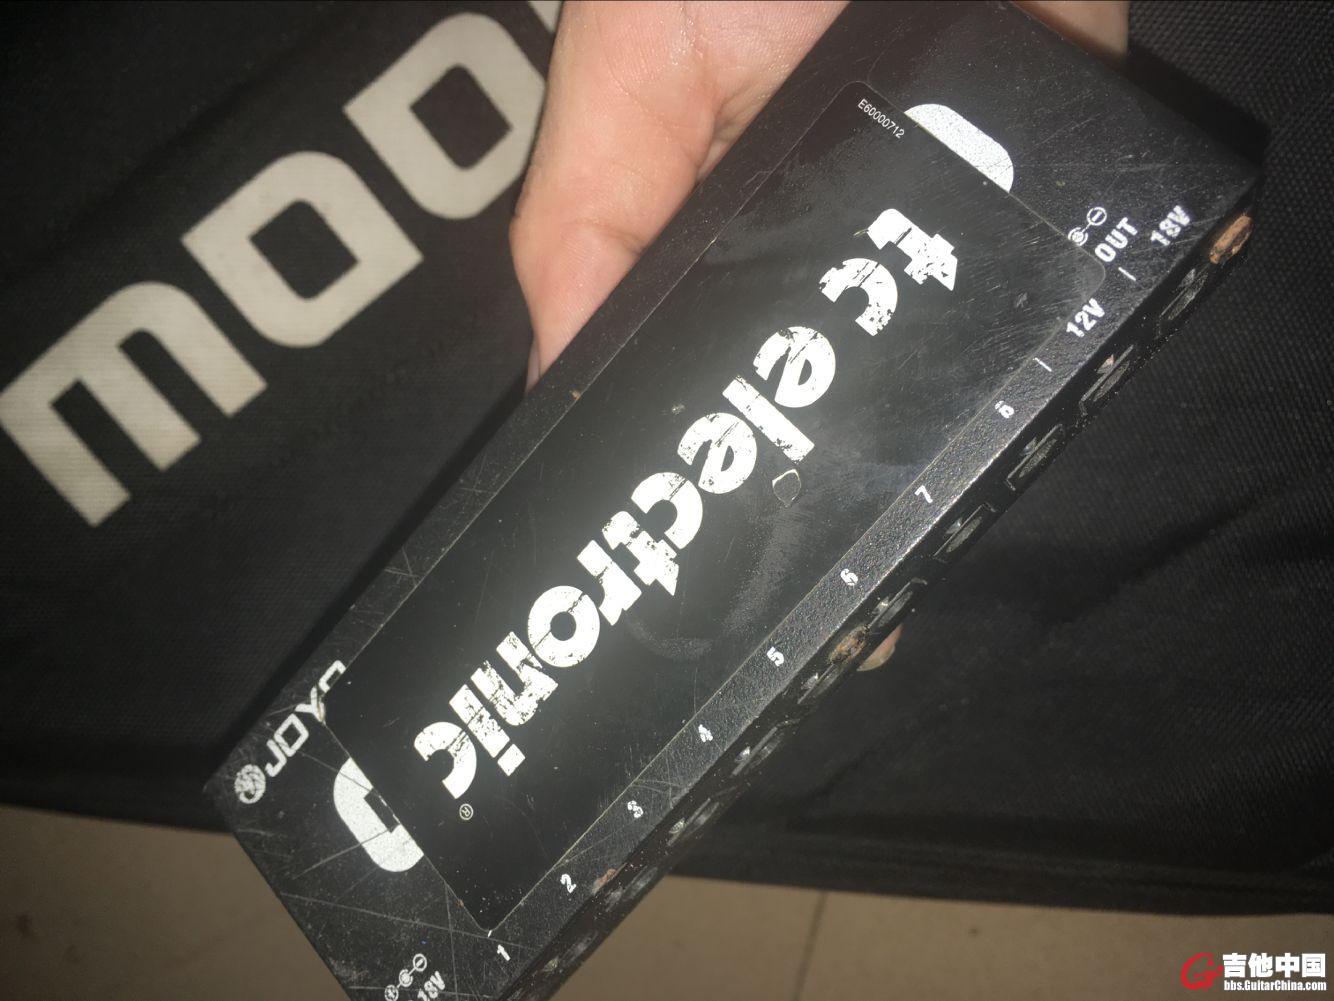 E60000712
tc electronic®
JOYO
18V
1
2
3
4
5
6
7
8
12V
OUT
18V
吉他中国
bbs.GuitarChina.com